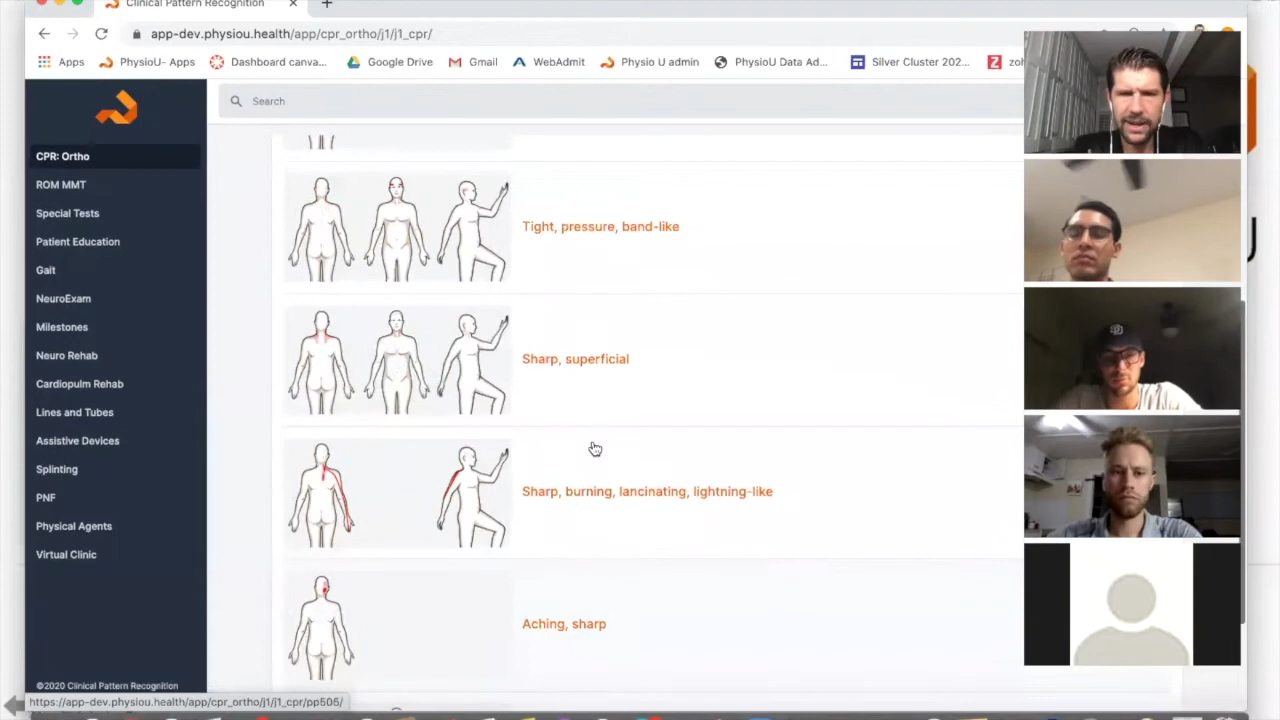 Clinical Pattern Recognition
app-dev.physiou.health/app/cpr_ortho/j1/j1_cpr/
Apps PhysioU- Apps Dashboard canva... Google Drive Gmail WebAdmit Physio U admin PhysioU Data Ad... Silver Cluster 202... zoh
Search
CPR: Ortho
ROM MMT
Special Tests
Patient Education
Gait
NeuroExam
Milestones
Neuro Rehab
Cardiopulm Rehab
Lines and Tubes
Assistive Devices
Splinting
PNF
Physical Agents
Virtual Clinic
Tight, pressure, band-like
Sharp, superficial
Sharp, burning, lancinating, lightning-like
Aching, sharp
©2020 Clinical Pattern Recognition
https://app-dev.physiou.health/app/cpr_ortho/j1/j1_cpr/pp506/
U